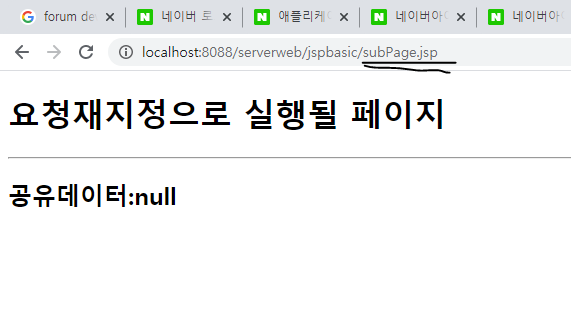 forum de
네이버 로
애플리케
네이버아
네이버아
localhost:8088/serverweb/jspbasic/subPage.jsp
요청재지정으로 실행될 페이지
공유데이터:null